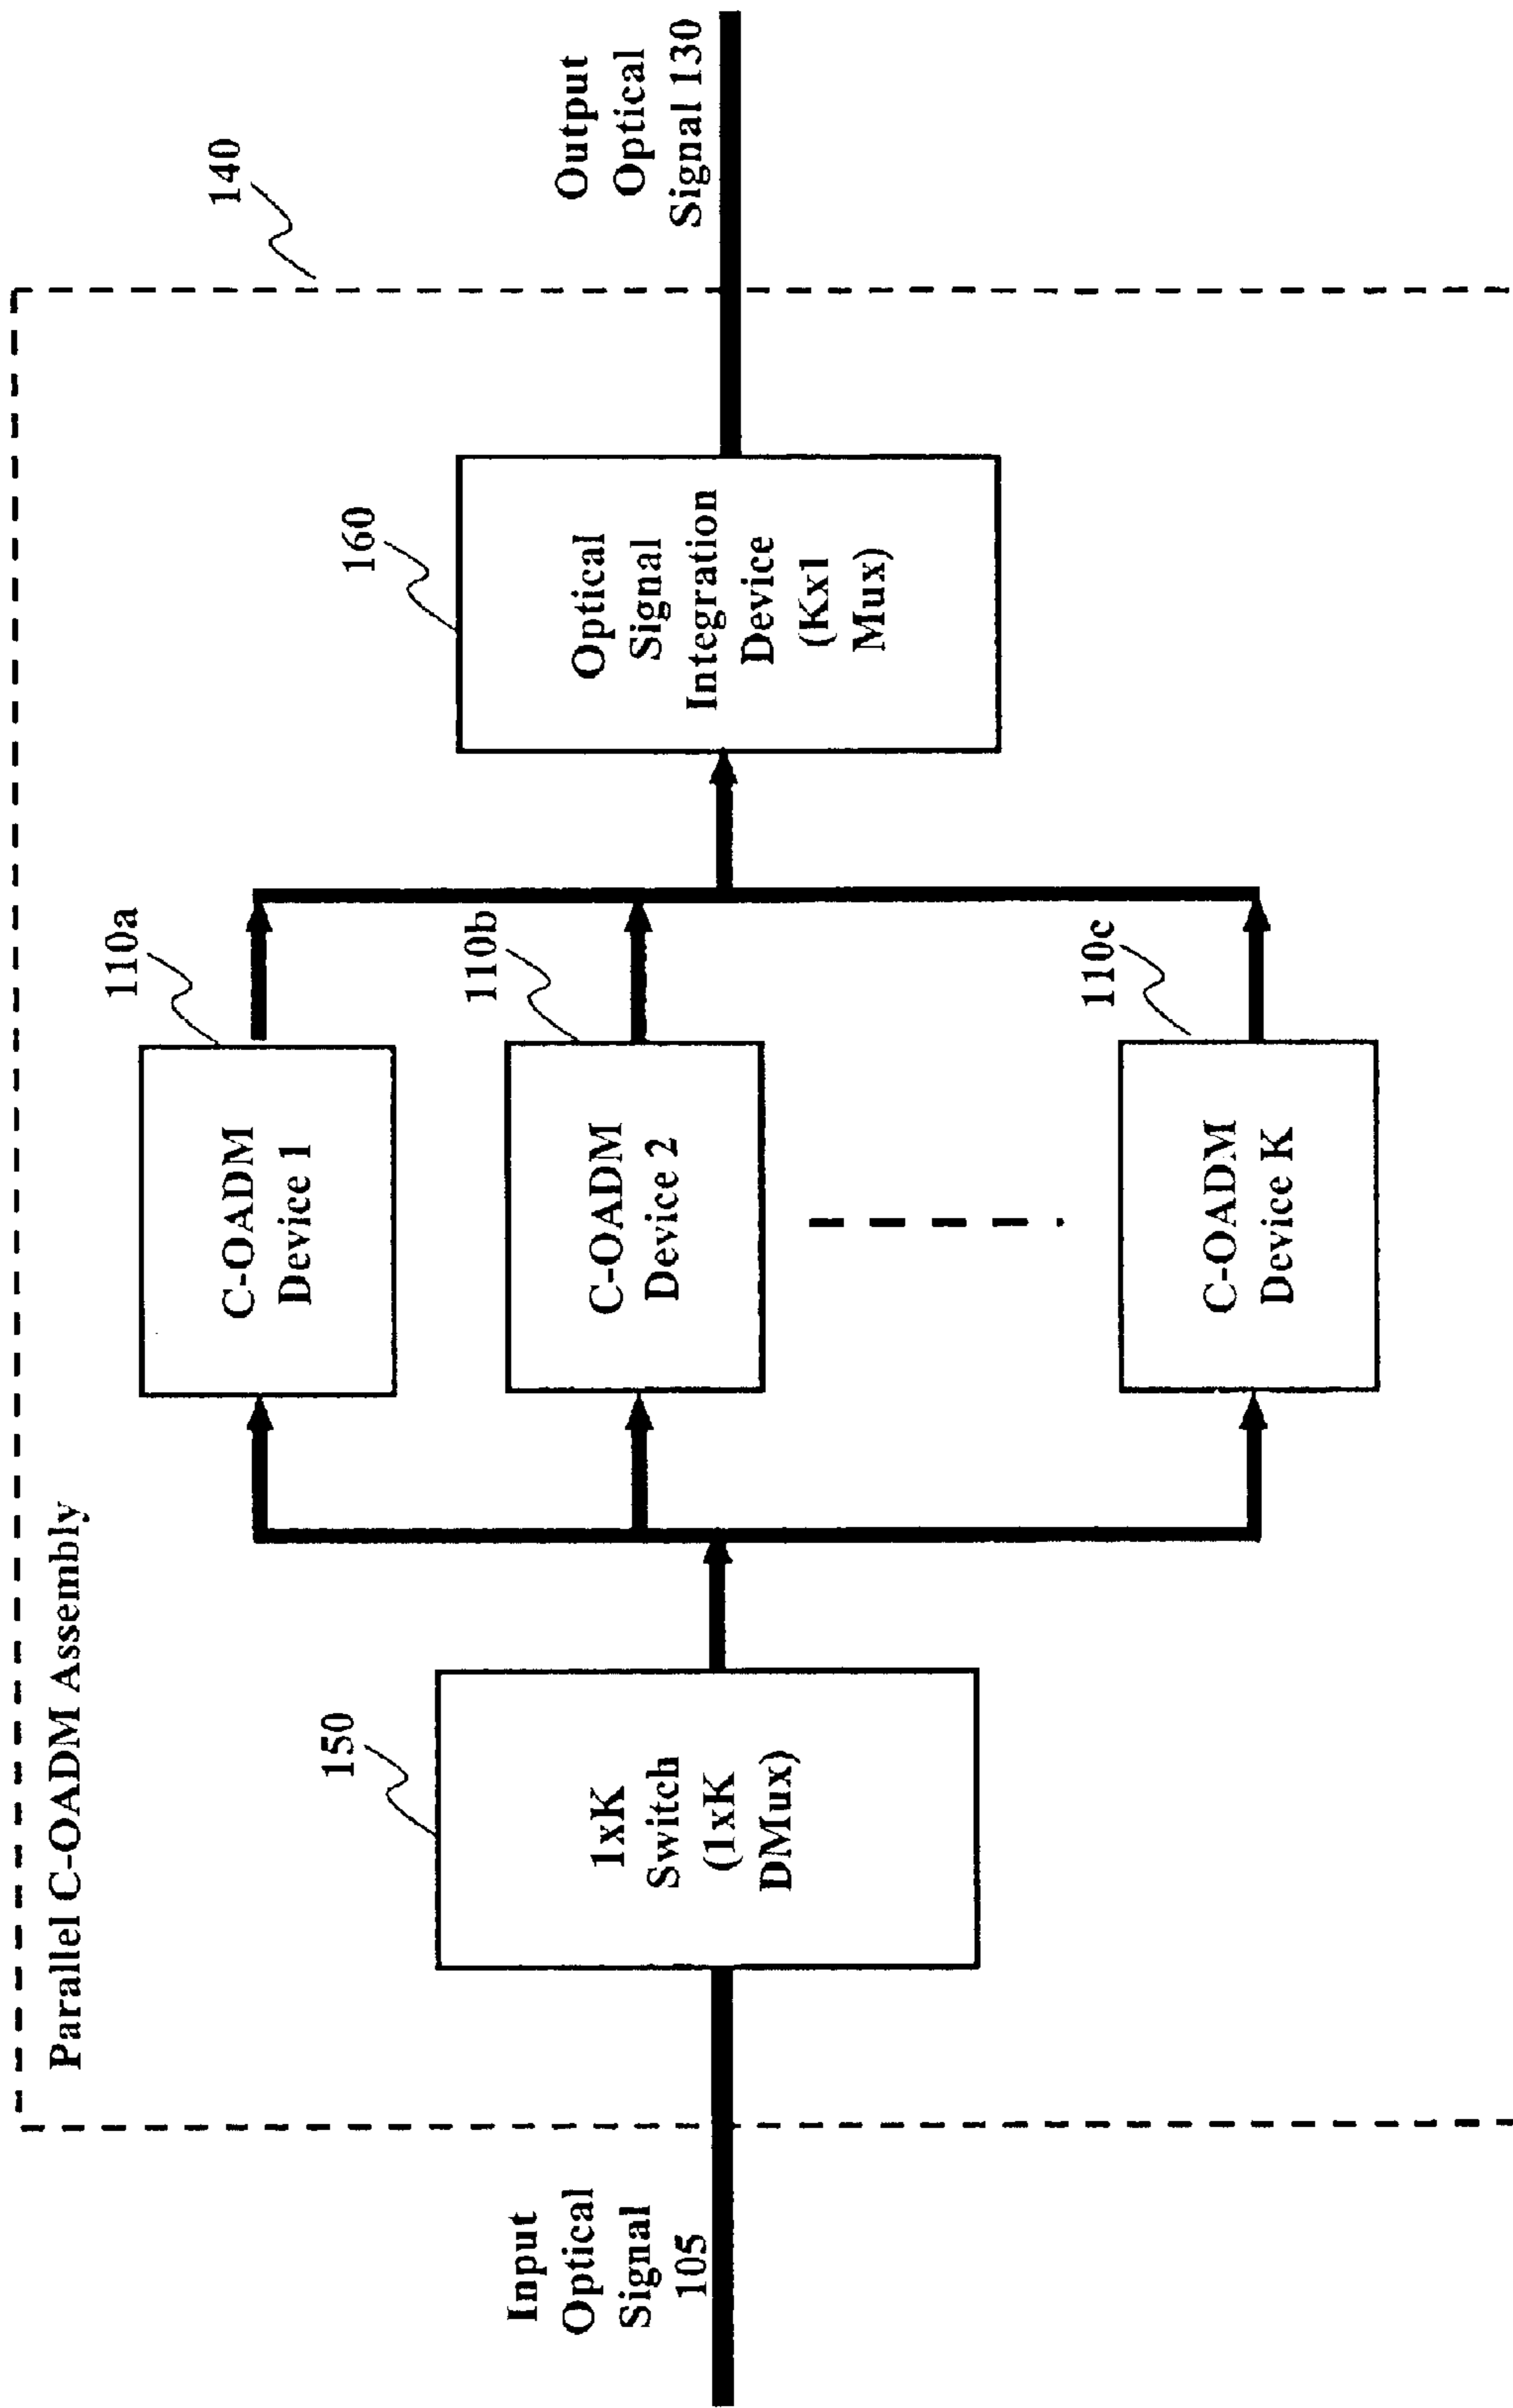 Parallel C-OADM Assembly
140
Input
Optical
Signal
105
150
1xK
Switch
(1xK
DMux)
110a
C-OADM
Device 1
110b
C-OADM
Device 2
110c
C-OADM
Device K
160
Optical
Signal
Integration
Device
(Kx1
Mux)
Output
Optical
Signal 130